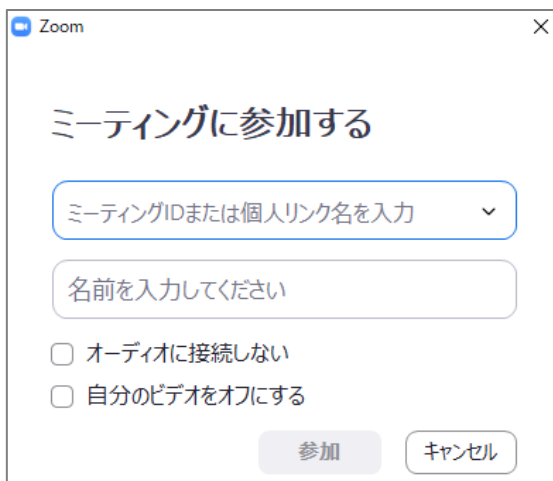 Zoom
ミーティングに参加する
ミーティングIDまたは個人リンク名を入力
名前を入力してください
オーディオに接続しない
自分のビデオをオフにする
参加 キャンセル